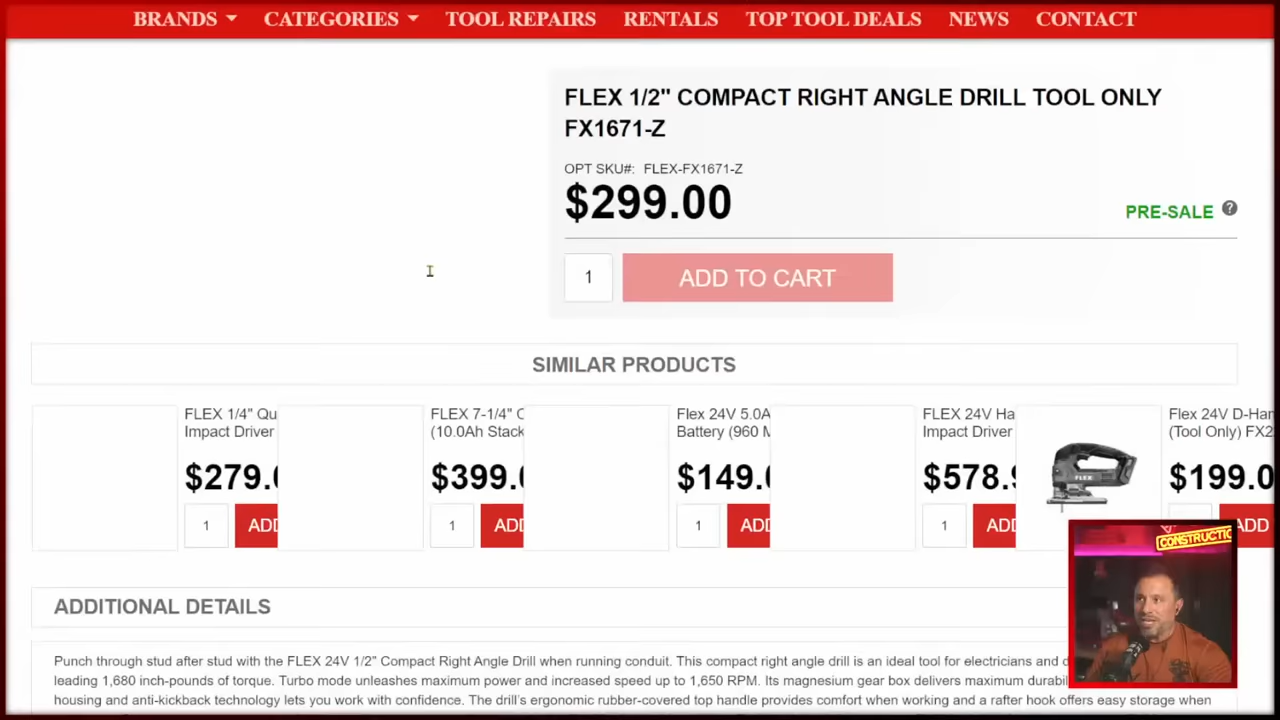 BRANDS CATEGORIES TOOL REPAIRS RENTALS TOP TOOL DEALS NEWS CONTACT
FLEX 1/2" COMPACT RIGHT ANGLE DRILL TOOL ONLY
FX1671-Z
OPT SKU#: FLEX-FX1671-Z
$299.00
PRE-SALE ?
1 ADD TO CART
SIMILAR PRODUCTS
FLEX 1/4" Qu
Impact Driver
$279.
1 ADD
FLEX 7-1/4" C
(10.0Ah Stack
$399.
1 ADD
Flex 24V 5.0A
Battery (960 M
$149.
1 ADD
FLEX 24V Ha
Impact Driver
$578.
1 ADD
FLEX
Flex 24V D-Han
(Tool Only) FX2
$199.0
ADD
ADDITIONAL DETAILS
Punch through stud after stud with the FLEX 24V 1/2" Compact Right Angle Drill when running conduit. This compact right angle drill is an ideal tool for electricians and
leading 1,680 inch-pounds of torque. Turbo mode unleashes maximum power and increased speed up to 1,650 RPM. Its magnesium gear box delivers maximum
housing and anti-kickback technology lets you work with confidence. The drill's ergonomic rubber-covered top handle provides comfort when working and a rafter hook offers easy storage when
CONSTRUCTIO